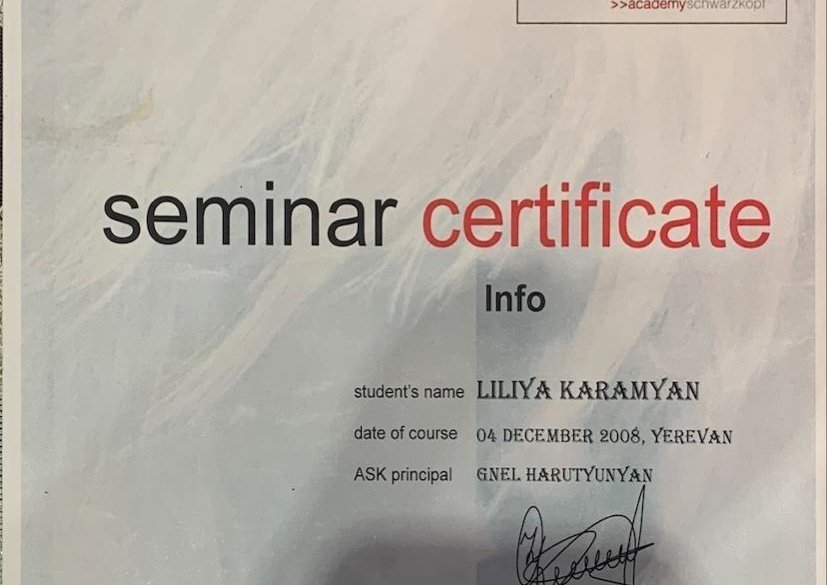 >>academyschwarzkopf
seminar certificate
Info
student's name LILIYA KARAMYAN
date of course 04 DECEMBER 2008, YEREVAN
ASK principal GNEL HARUTYUNYAN